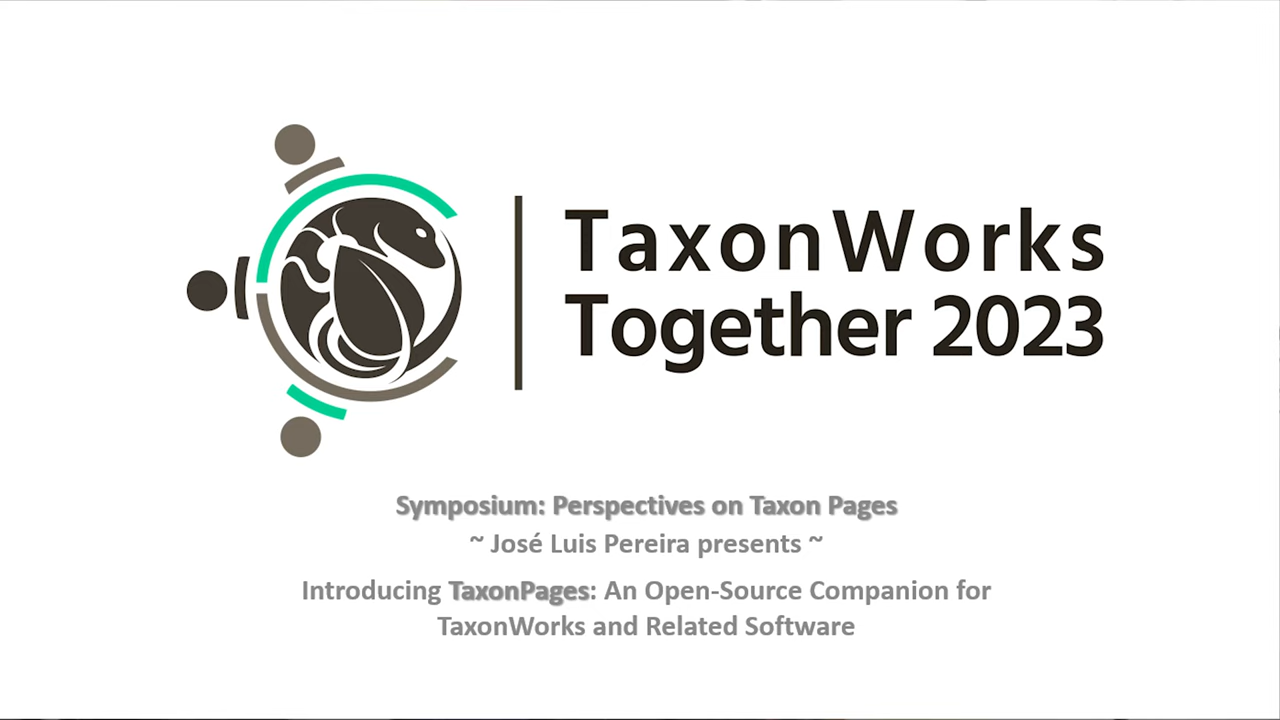 TaxonWorks
Together 2023
Symposium: Perspectives on Taxon Pages
~ José Luis Pereira presents ~
Introducing TaxonPages: An Open-Source Companion for
TaxonWorks and Related Software